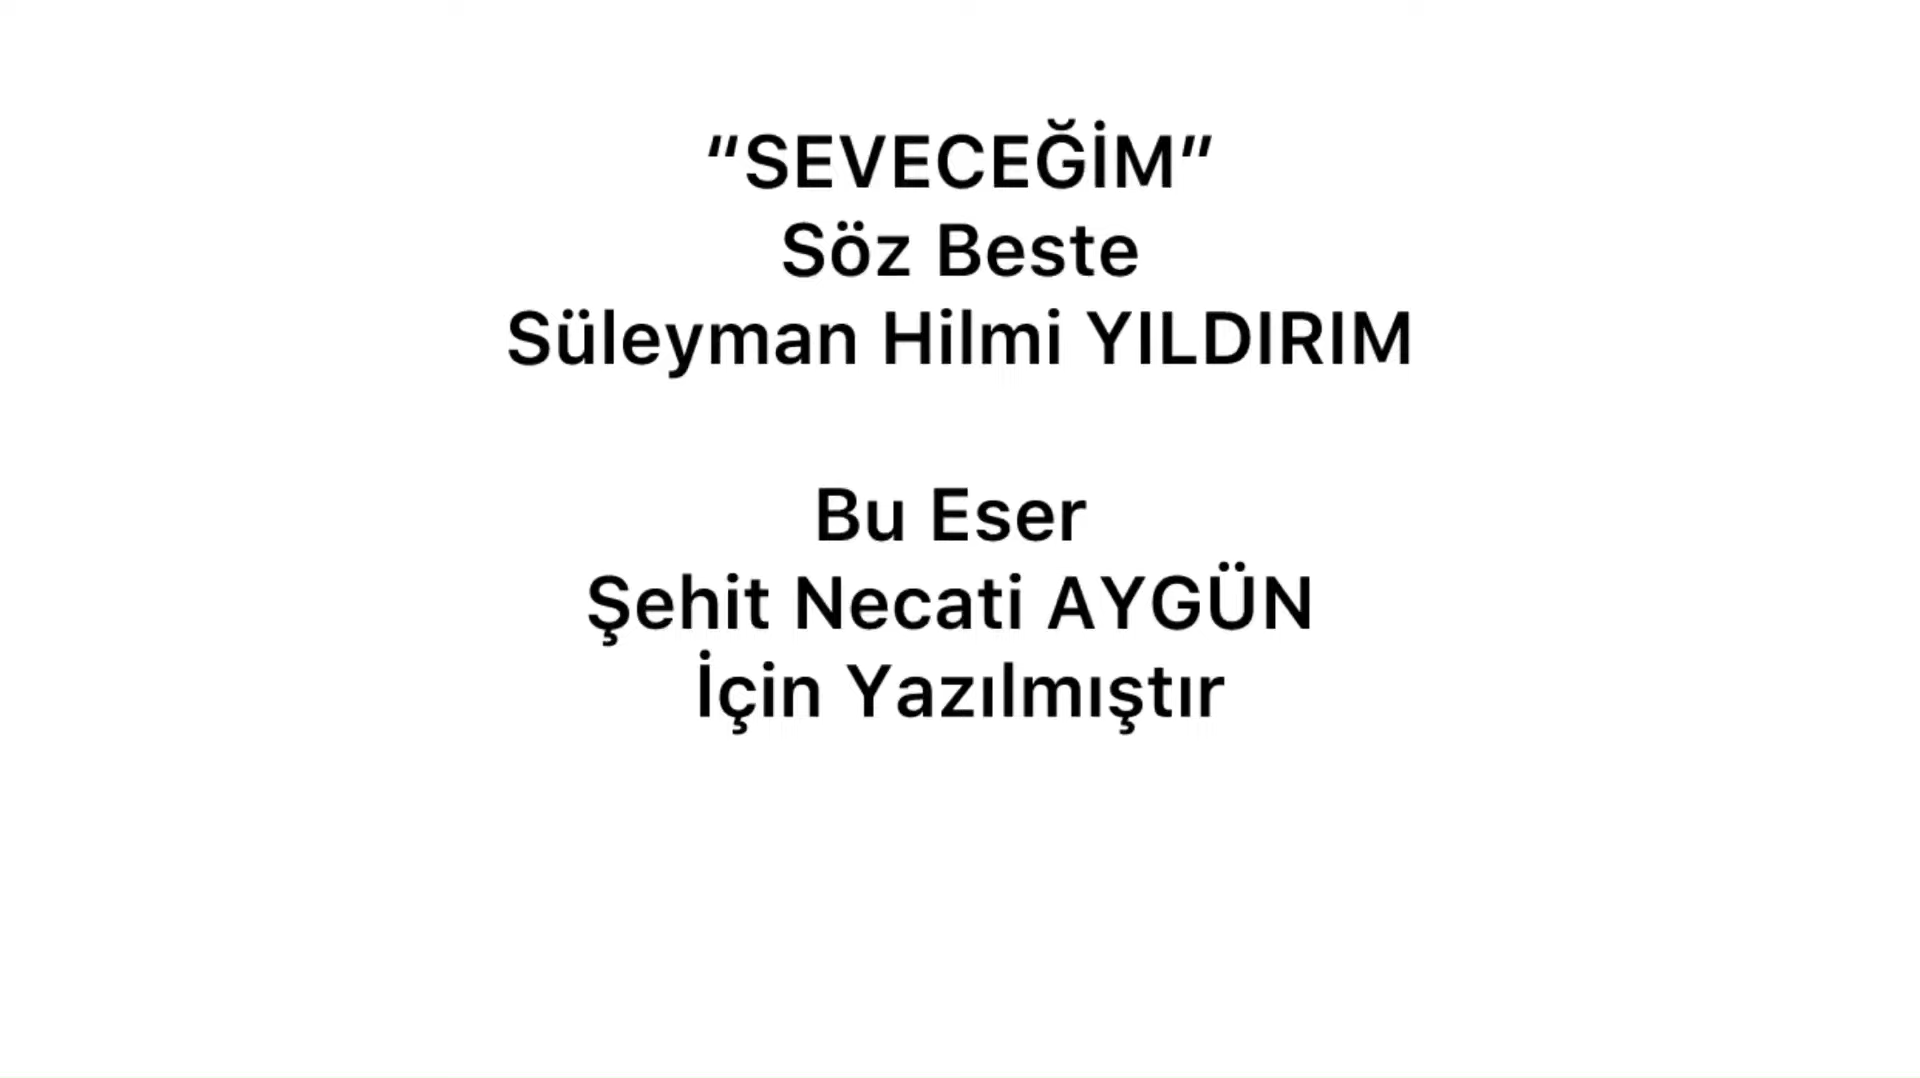 “SEVECEĞİM”
Söz Beste
Süleyman Hilmi YILDIRIM
Bu Eser
Şehit Necati AYGÜN
İçin Yazılmıştır